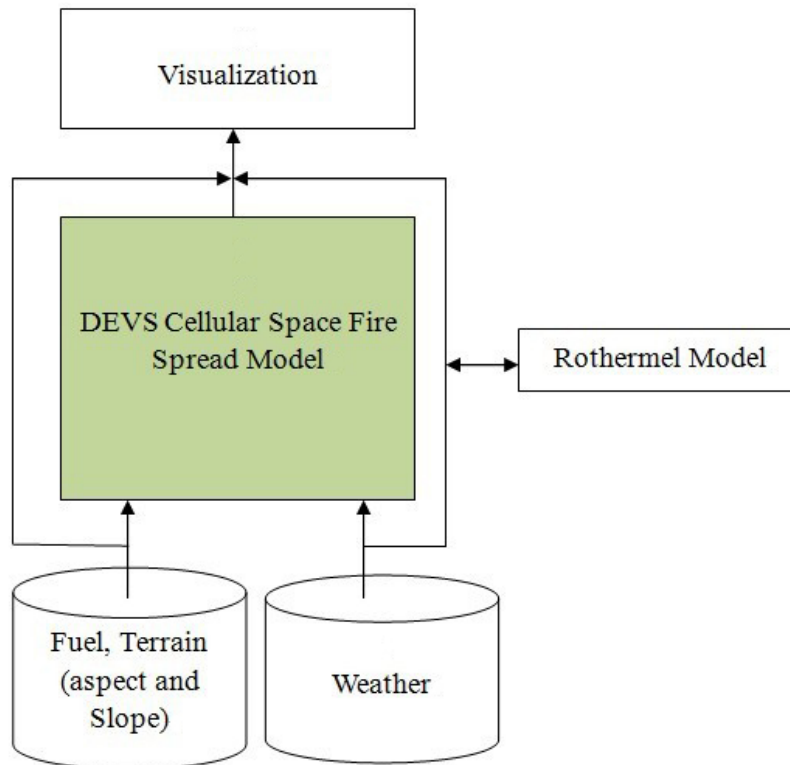 Visualization
DEVS Cellular Space Fire
Spread Model
Rothermel Model
Fuel, Terrain
(aspect and
Slope)
Weather